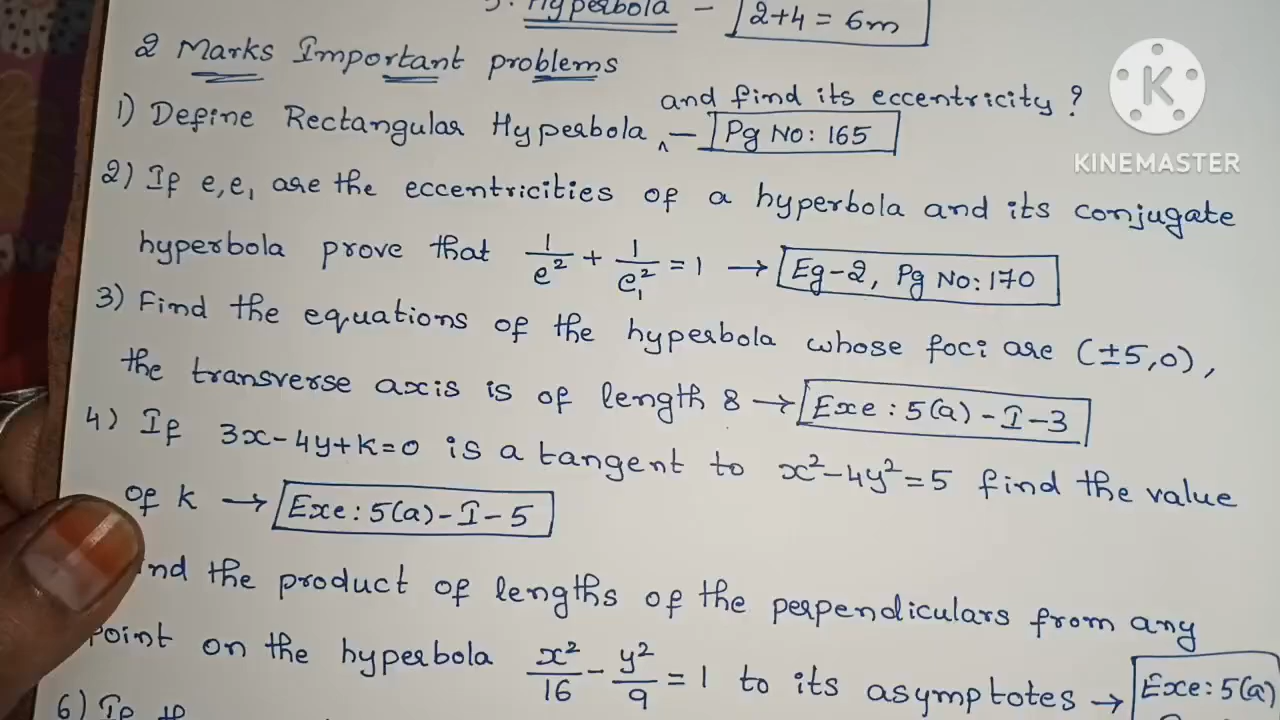 5. Hyperbola - 2+4 = 6m
2 Marks Important problems
and find its eccentricity ?
1) Define Rectangular Hyperbola ^ - Pg No: 165
2) If e, e₁ are the eccentricities of a hyperbola and its conjugate
hyperbola prove that 1/e² + 1/e₁² = 1 → Eg-2, Pg No: 170
3) Find the equations of the hyperbola whose foci are (±5,0),
the transverse axis is of length 8 → Exe: 5(a)-I-3
4) If 3x-4y+k=0 is a tangent to x²-4y²=5 find the value
of k → Exe: 5(a)-I-5
nd the product of lengths of the perpendiculars from any
point on the hyperbola x²/16 - y²/9 = 1 to its asymptotes → Exe: 5(a)
6) If
K
KINEMASTER